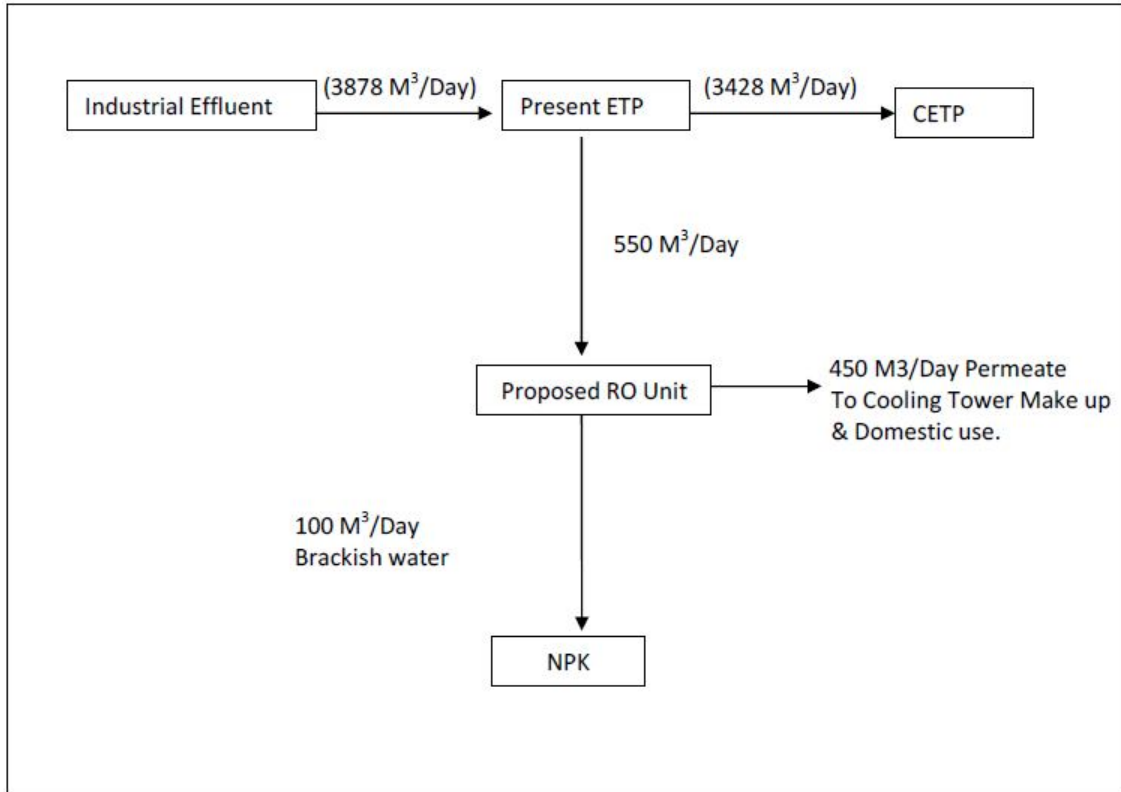 Industrial Effluent
(3878 M³/Day)
Present ETP
(3428 M³/Day)
CETP
550 M³/Day
Proposed RO Unit
450 M3/Day Permeate
To Cooling Tower Make up
& Domestic use.
100 M³/Day
Brackish water
NPK